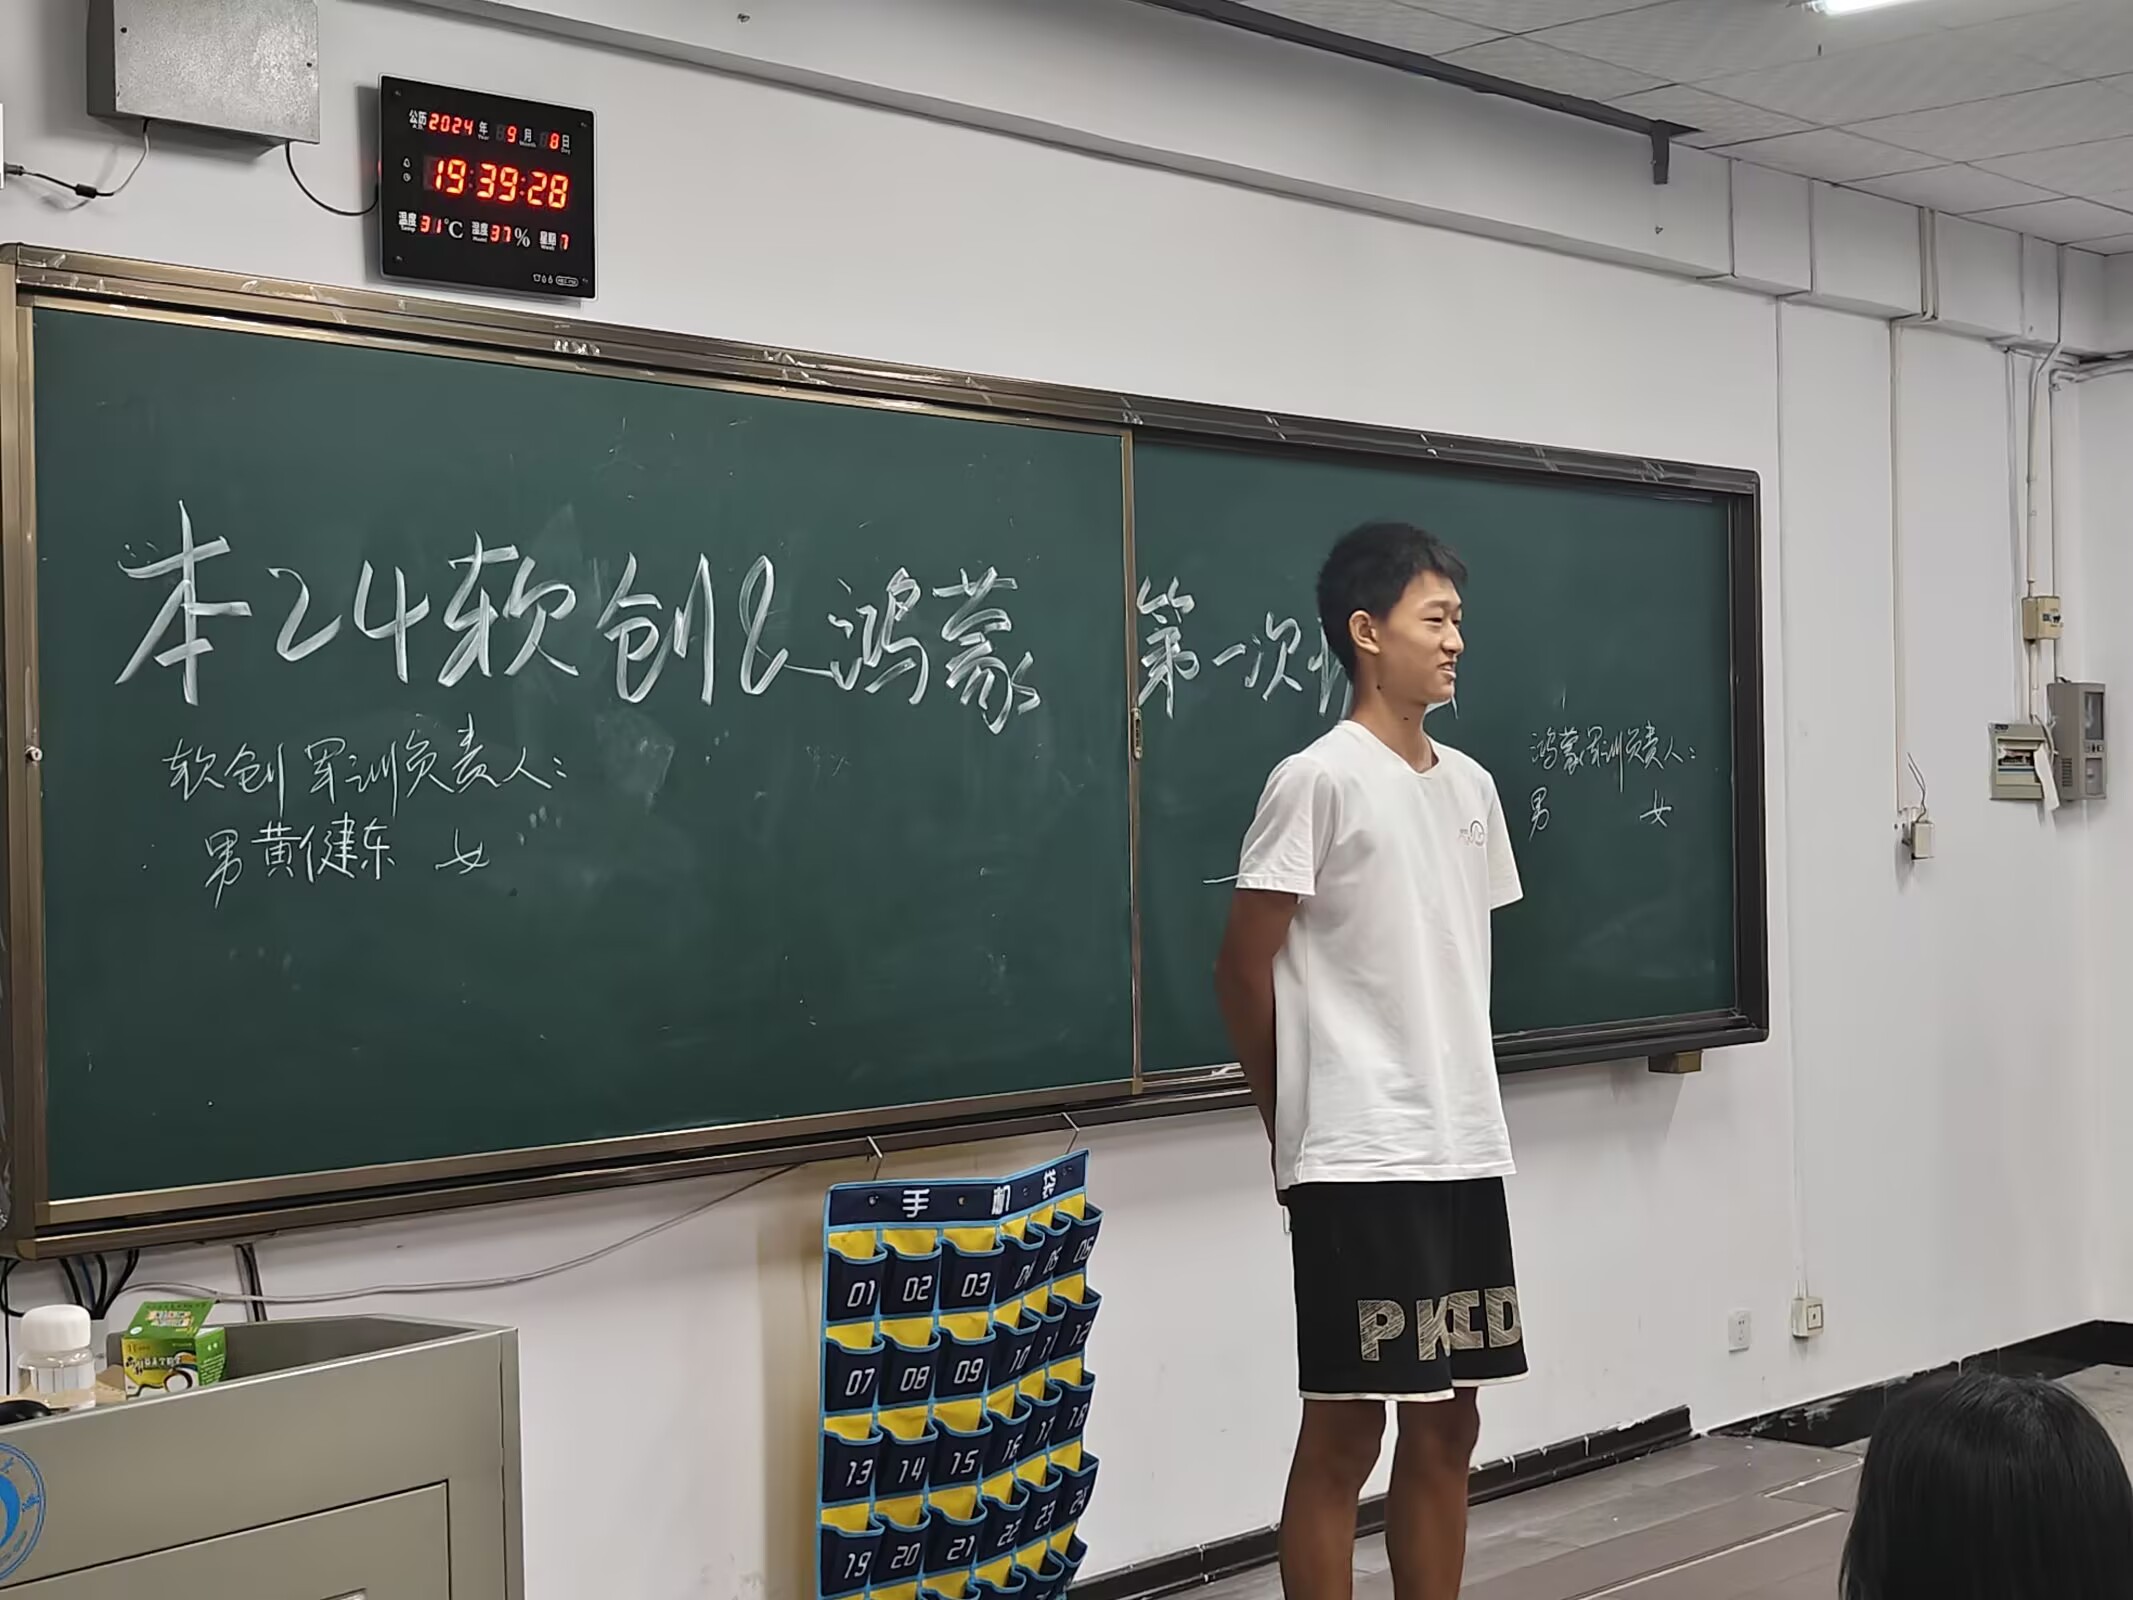 公历 2024 年 9 月 8 日
Year Month Day
19:39:28
温度 31℃ 湿度 37% 星期 7
本24软创&鸿蒙 第一次
软创军训负责人:
男 黄健东 女
鸿蒙军训负责人:
男 女
手机袋
01 02 03 04 05 06
07 08 09 10 11 12
13 14 15 16 17 18
19 20 21 22 23 24
PKID